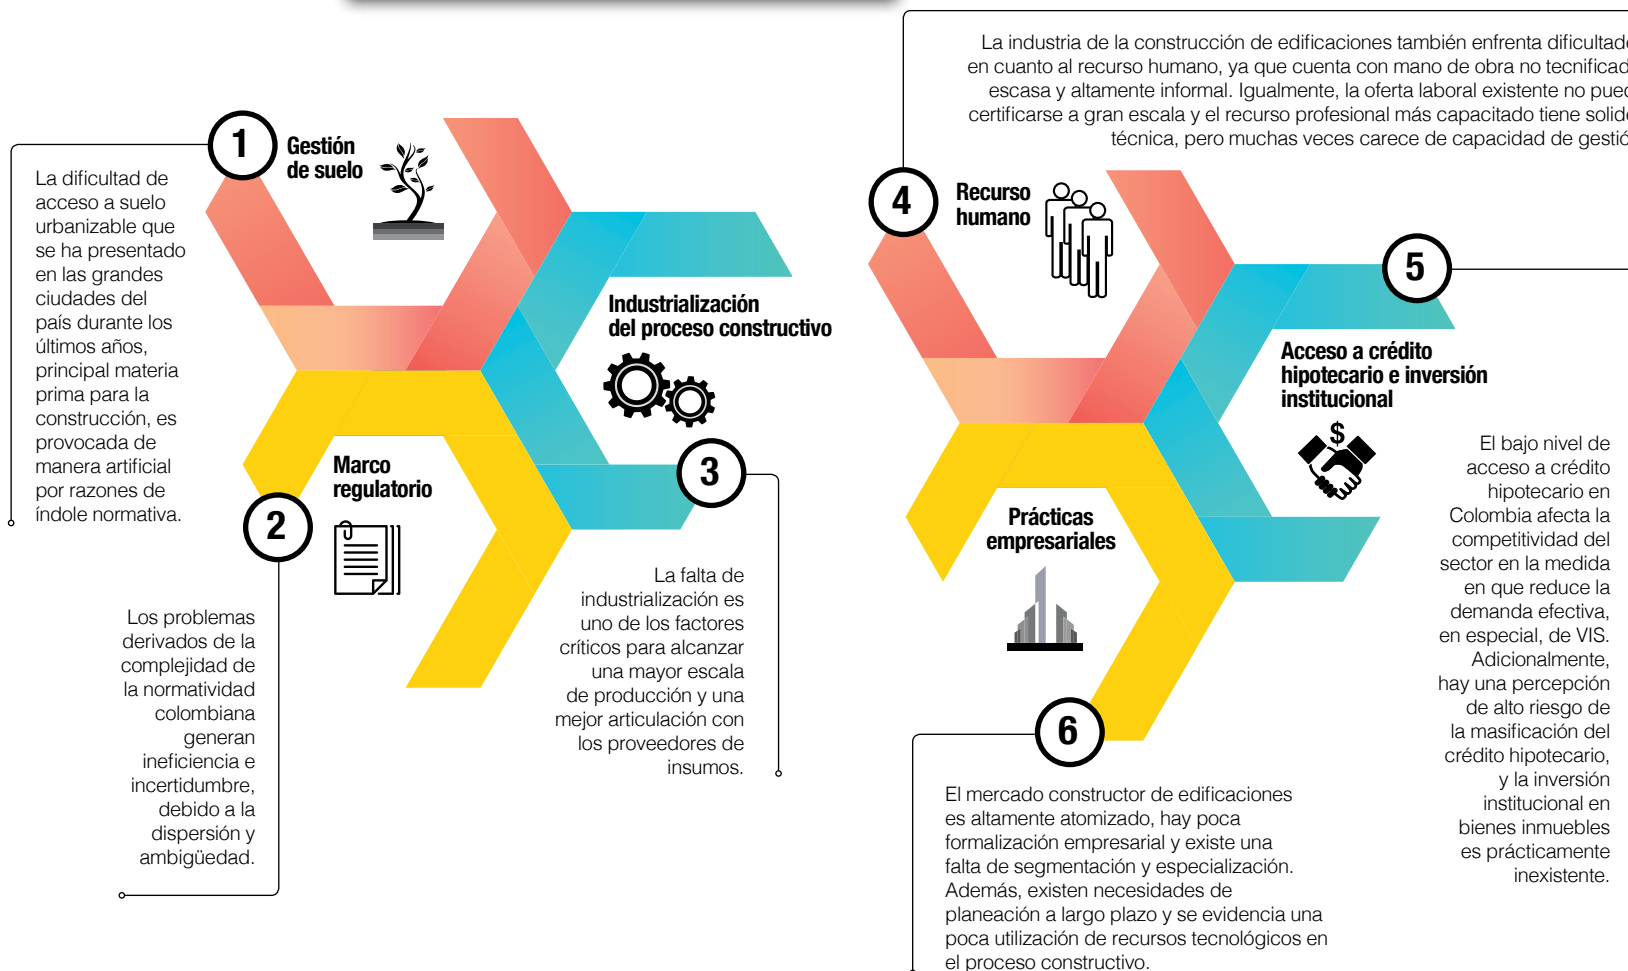 1
Gestión
de suelo
La dificultad de
acceso a suelo
urbanizable que
se ha presentado
en las grandes
ciudades del
país durante los
últimos años,
principal materia
prima para la
construcción, es
provocada de
manera artificial
por razones de
índole normativa.
2
Marco
regulatorio
Los problemas
derivados de la
complejidad de
la normatividad
colombiana
generan
ineficiencia e
incertidumbre,
debido a la
dispersión y
ambigüedad.
Industrialización
del proceso constructivo
3
La falta de
industrialización es
uno de los factores
críticos para alcanzar
una mayor escala
de producción y una
mejor articulación con
los proveedores de
insumos.
La industria de la construcción de edificaciones también enfrenta
en cuanto al recurso humano, ya que cuenta con mano de obra no
escasa y altamente informal. Igualmente, la oferta laboral existente no
certificarse a gran escala y el recurso profesional más capacitado tiene
técnica, pero muchas veces carece de capacidad de
4
Recurso
humano
5
Acceso a crédito
hipotecario e inversión
institucional
$
El bajo nivel de
acceso a crédito
hipotecario en
Colombia afecta la
competitividad del
sector en la medida
en que reduce la
demanda efectiva,
en especial, de VIS.
Adicionalmente,
hay una percepción
de alto riesgo de
la masificación del
crédito hipotecario,
y la inversión
institucional en
bienes inmuebles
es prácticamente
inexistente.
Prácticas
empresariales
6
El mercado constructor de edificaciones
es altamente atomizado, hay poca
formalización empresarial y existe una
falta de segmentación y especialización.
Además, existen necesidades de
planeación a largo plazo y se evidencia una
poca utilización de recursos tecnológicos en
el proceso constructivo.